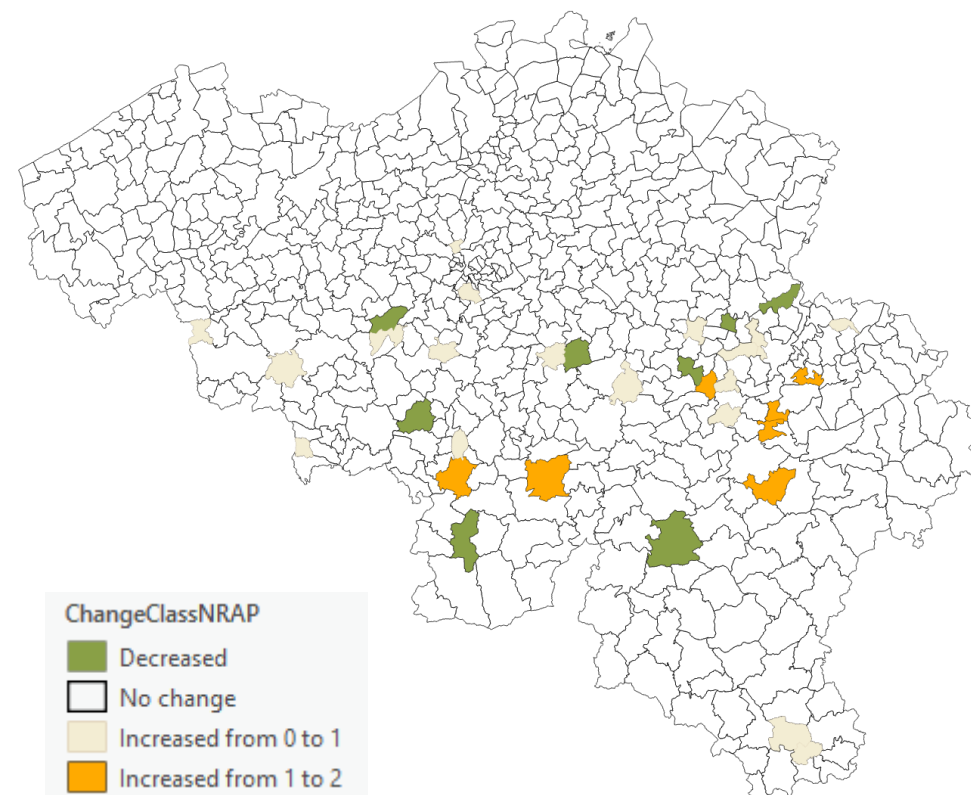 ChangeClassNRAP
Decreased
No change
Increased from 0 to 1
Increased from 1 to 2